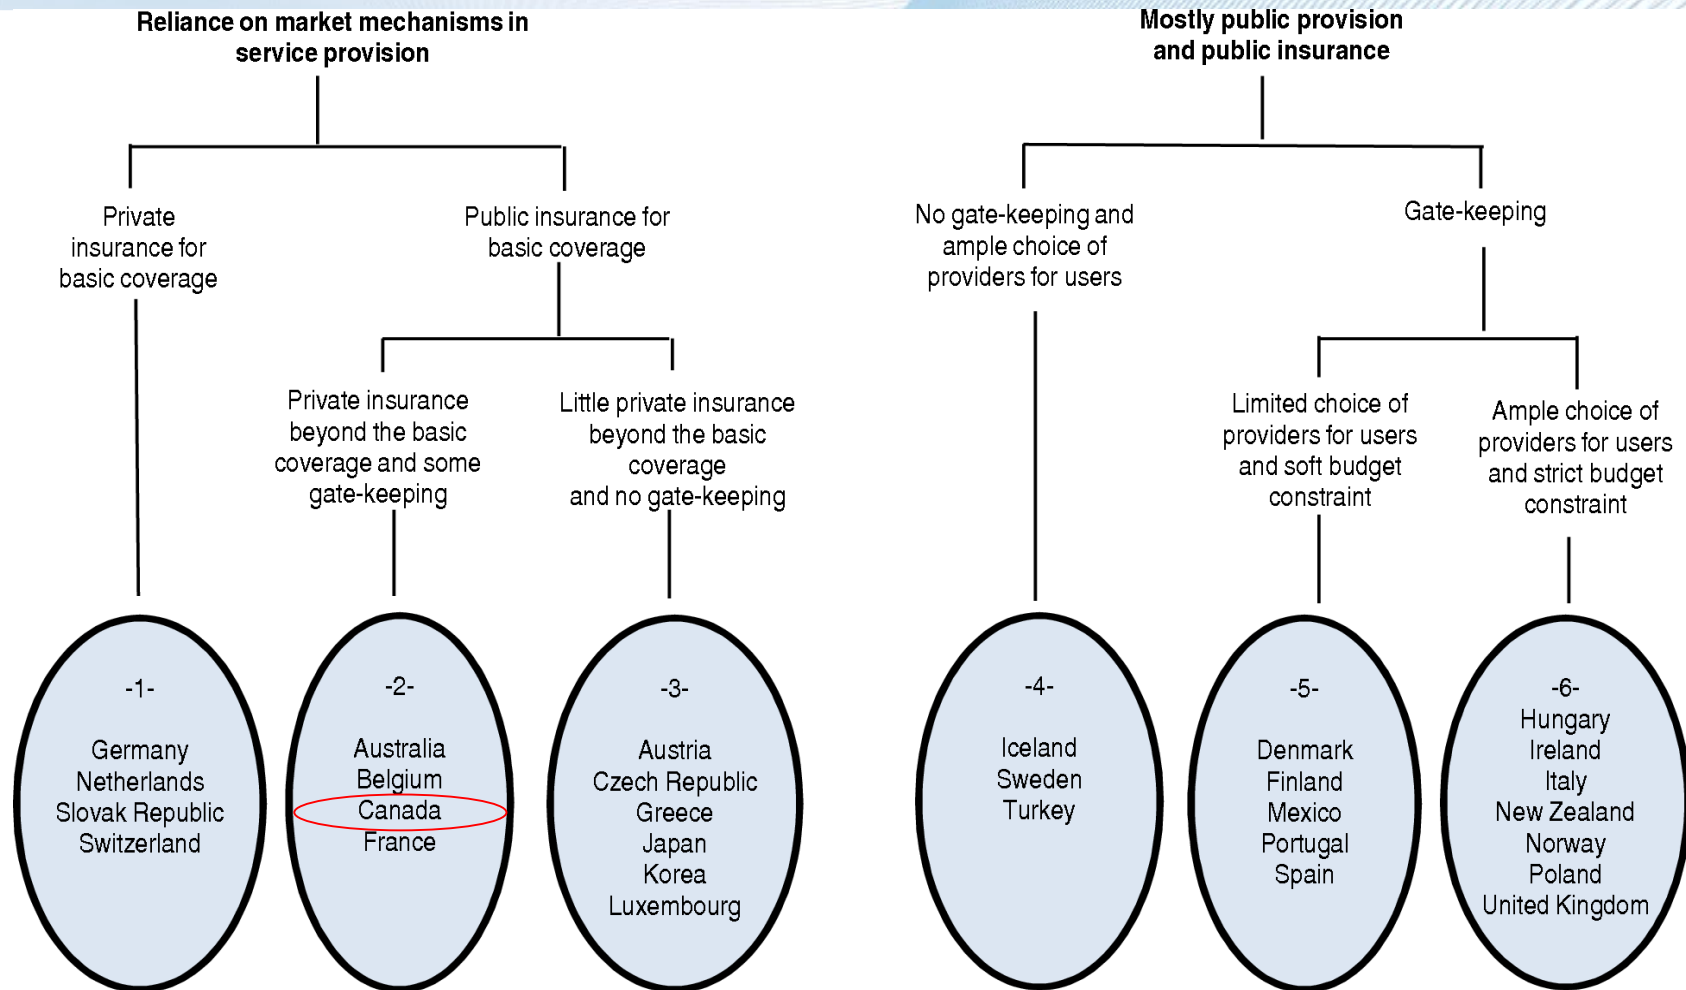 Reliance on market mechanisms in
service provision
Mostly public provision
and public insurance
Private
insurance for
basic coverage
Public insurance for
basic coverage
No gate-keeping and
ample choice of
providers for users
Gate-keeping
Private insurance
beyond the basic
coverage and some
gate-keeping
Little private insurance
beyond the basic
coverage
and no gate-keeping
Limited choice of
providers for users
and soft budget
constraint
Ample choice of
providers for users
and strict budget
constraint
-1-
Germany
Netherlands
Slovak Republic
Switzerland
-2-
Australia
Belgium
Canada
France
-3-
Austria
Czech Republic
Greece
Japan
Korea
Luxembourg
-4-
Iceland
Sweden
Turkey
-5-
Denmark
Finland
Mexico
Portugal
Spain
-6-
Hungary
Ireland
Italy
New Zealand
Norway
Poland
United Kingdom